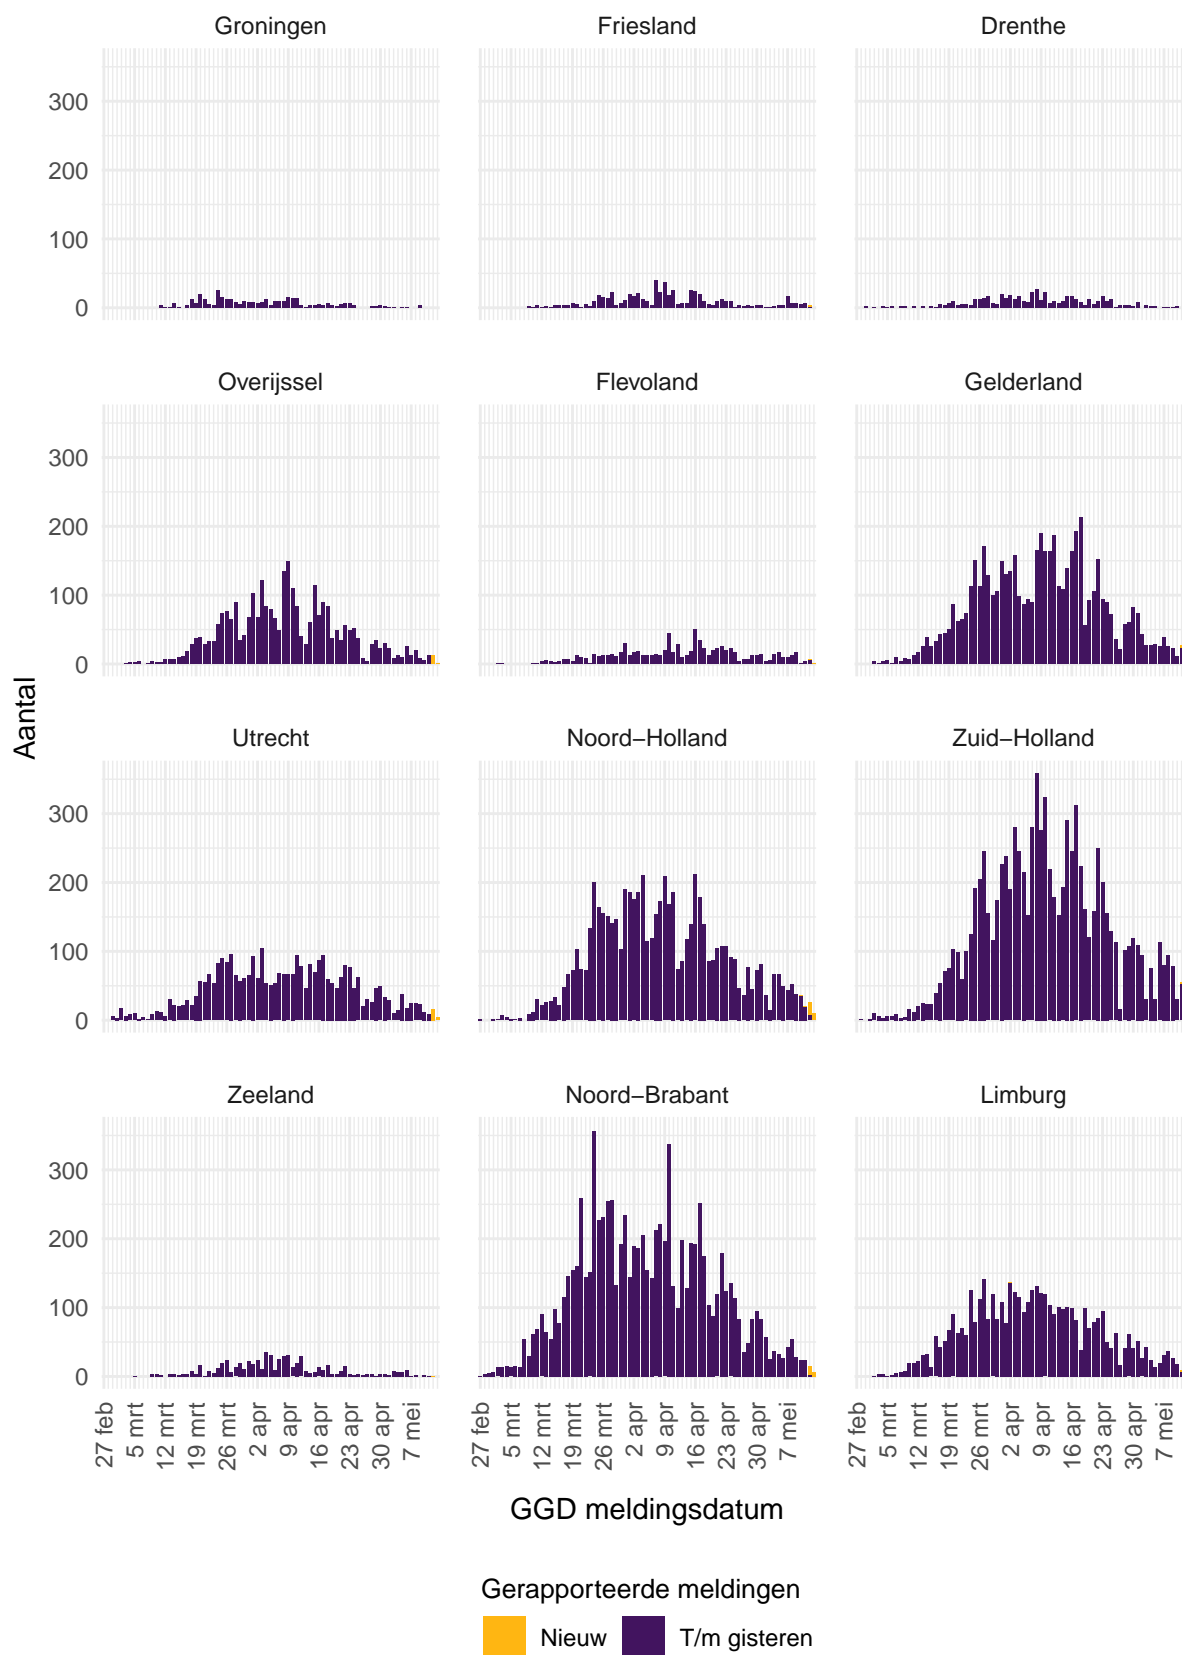 Groningen Friesland Drenthe
300
200
100
0
Overijssel Flevoland Gelderland
300
200
100
0
Aantal
Utrecht Noord−Holland Zuid−Holland
300
200
100
0
Zeeland Noord−Brabant Limburg
300
200
100
0
27 feb 5 mrt 12 mrt 19 mrt 26 mrt 2 apr 9 apr 16 apr 23 apr 30 apr 7 mei 27 feb 5 mrt 12 mrt 19 mrt 26 mrt 2 apr 9 apr 16 apr 23 apr 30 apr 7 mei 27 feb 5 mrt 12 mrt 19 mrt 26 mrt 2 apr 9 apr 16 apr 23 apr 30 apr 7 mei
GGD meldingsdatum
Gerapporteerde meldingen
Nieuw T/m gisteren